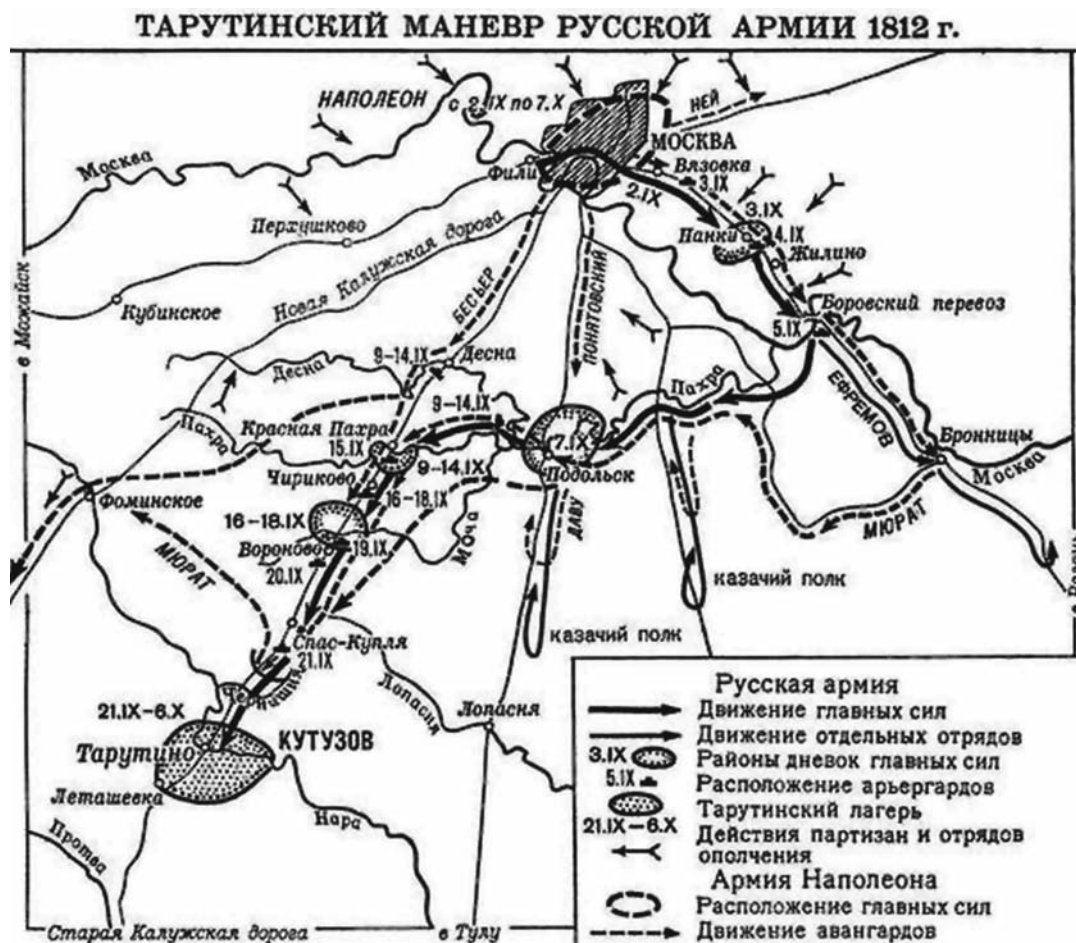 ТАРУТИНСКИЙ МАНЕВР РУССКОЙ АРМИИ 1812 г.
НАПОЛЕОН
с 2.IX по 7.X
НЕЙ
МОСКВА
Москва
Фили
Вязовка
3.IX
2.IX
3.IX
Панки
4.IX
Жилино
Перхушково
Новая Калужская дорога
Кубинское
в Можайск
БЕСЬЕР
ПОНЯТОВСКИЙ
Боровский перевоз
5.IX
9–14.IX
Десна
Десна
Пахра
ЕФРЕМОВ
9–14.IX
Красная Пахра
Пахра
15.IX
7.IX
Подольск
Бронницы
Москва
9–14.IX
Чириково
16–18.IX
Фоминское
16–18.IX
Моча
ДАВУ
МЮРАТ
Вороново
19.IX
20.IX
МЮРАТ
казачий полк
в Рязань
казачий полк
Спас-Купля
21.IX
Чернишня
Лопасня
Лопасня
21.IX–6.X
КУТУЗОВ
Тарутино
Леташевка
Нара
Протва
Старая Калужская дорога
в Тулу
Русская армия
Движение главных сил
Движение отдельных отрядов
3.IX Районы дневок главных сил
5.IX Расположение арьергардов
Тарутинский лагерь
21.IX–6.X
Действия партизан и отрядов
ополчения
Армия Наполеона
Расположение главных сил
Движение авангардов